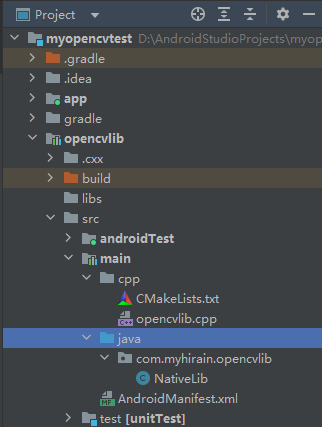 Project
myopencvtest D:\AndroidStudioProjects\myop
.gradle
.idea
app
gradle
opencvlib
.cxx
build
libs
src
androidTest
main
cpp
CMakeLists.txt
C++
opencvlib.cpp
java
com.myhirain.opencvlib
C
NativeLib
MF
AndroidManifest.xml
test [unitTest]